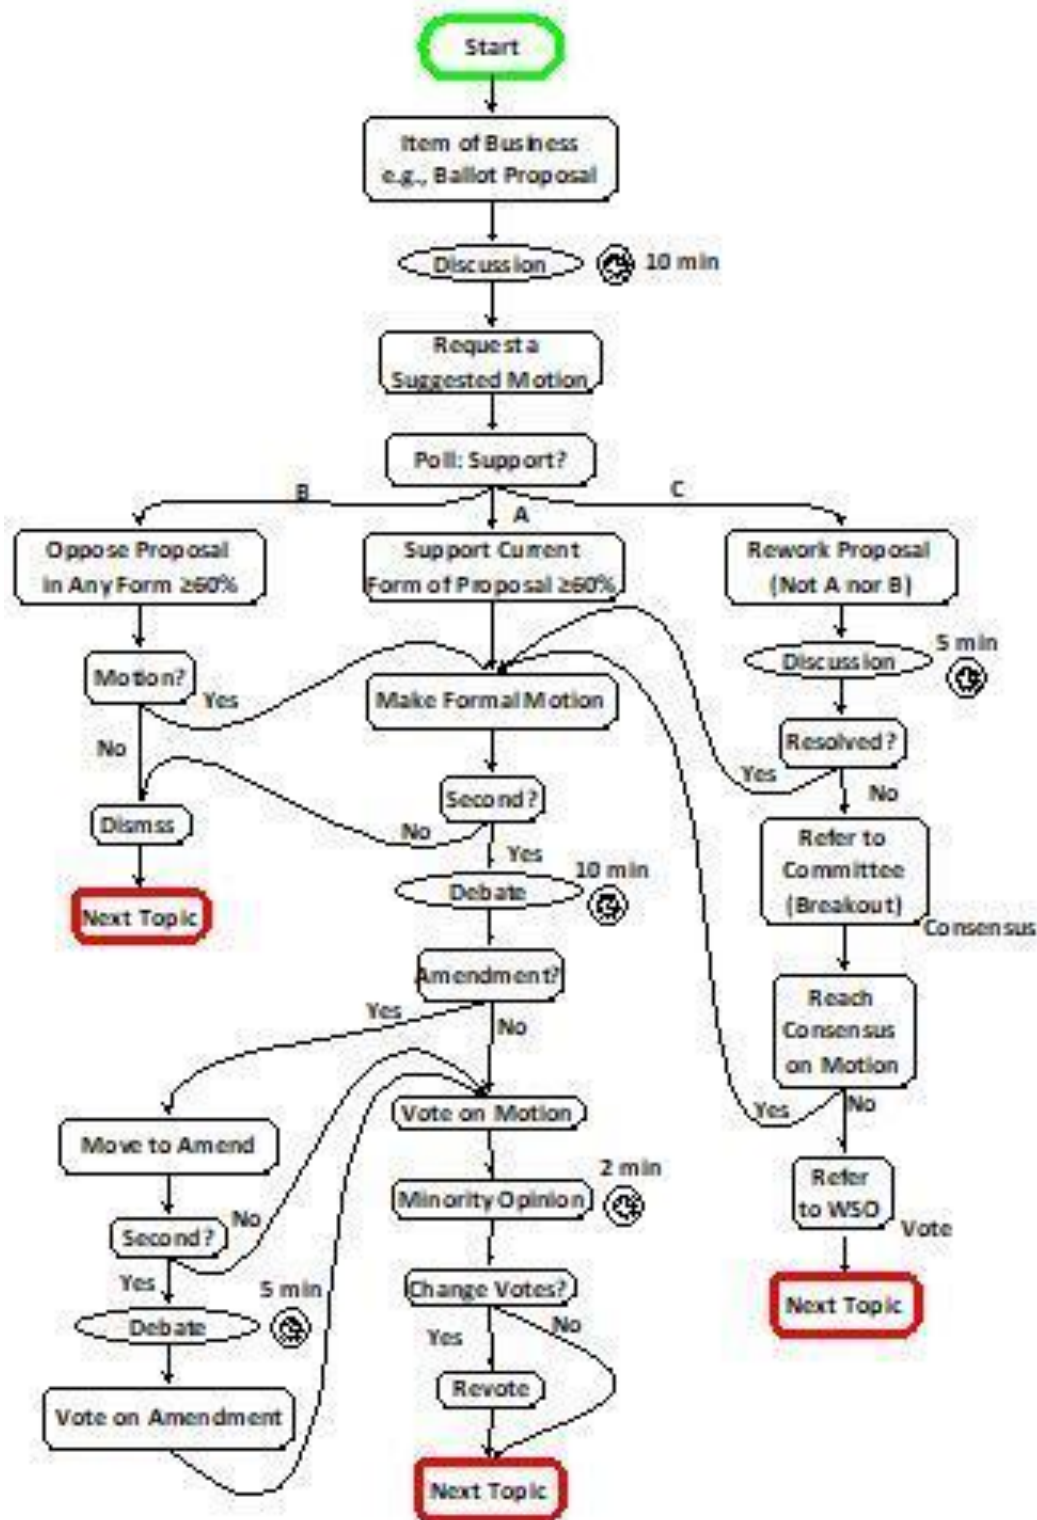 Start
Item of Business
e.g., Ballot Proposal
Discussion
10 min
Request a
Suggested Motion
Poll: Support?
B
A
C
Oppose Proposal
in Any Form ≥60%
Support Current
Form of Proposal ≥60%
Rework Proposal
(Not A nor B)
5 min
Discussion
Motion?
Yes
Make Formal Motion
Resolved?
No
Yes
No
Second?
Dismss
No
Yes
Refer to
Committee
(Breakout)
Consensus
10 min
Debate
Next Topic
Amendment?
Yes
No
Reach
Consensus
on Motion
Yes
No
Vote on Motion
Move to Amend
2 min
Minority Opinion
Refer
to WSO
Vote
No
Second?
Yes
5 min
Debate
Change Votes?
Yes
No
Next Topic
Revote
Vote on Amendment
Next Topic